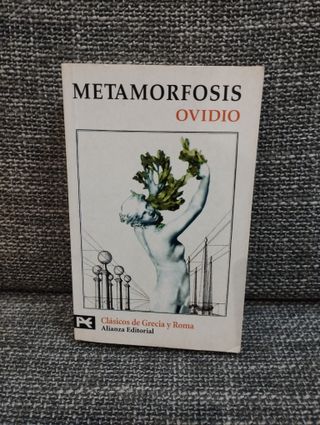 METAMORFOSIS
OVIDIO
Clásicos de Grecia y Roma
Alianza Editorial